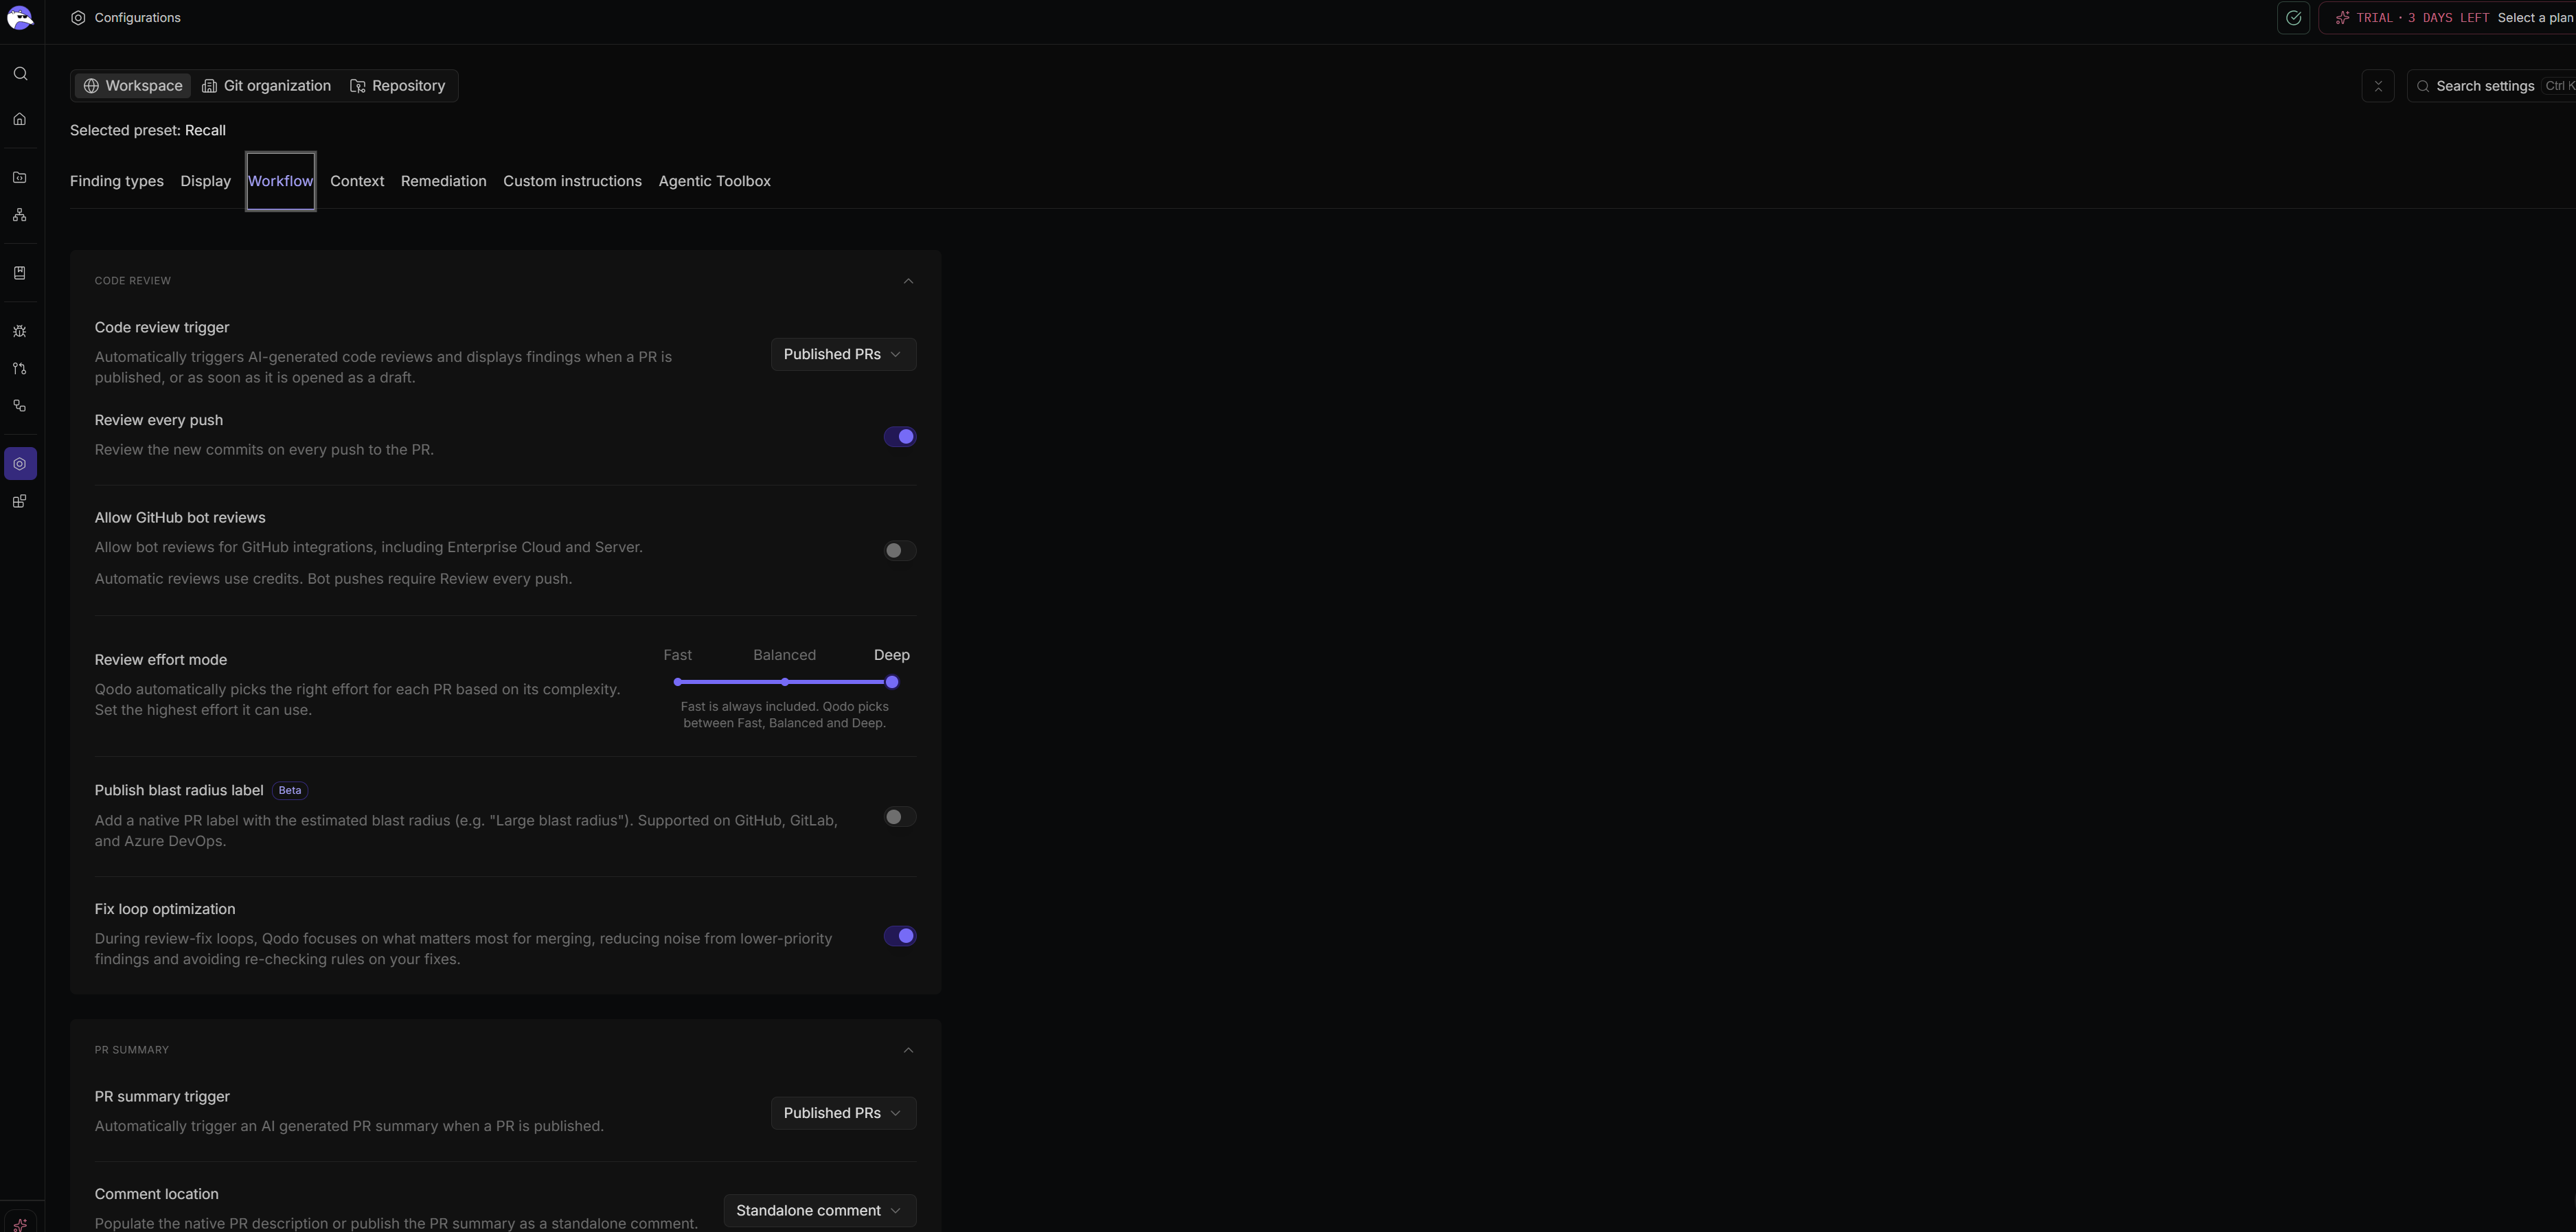 Configurations
TRIAL · 3 DAYS LEFT Select a plan
Workspace Git organization Repository
Search settings Ctrl K
Selected preset: Recall
Finding types Display Workflow Context Remediation Custom instructions Agentic Toolbox
CODE REVIEW
Code review trigger
Automatically triggers AI-generated code reviews and displays findings when a PR is
published, or as soon as it is opened as a draft.
Published PRs
Review every push
Review the new commits on every push to the PR.
Allow GitHub bot reviews
Allow bot reviews for GitHub integrations, including Enterprise Cloud and Server.
Automatic reviews use credits. Bot pushes require Review every push.
Review effort mode
Qodo automatically picks the right effort for each PR based on its complexity.
Set the highest effort it can use.
Fast Balanced Deep
Fast is always included. Qodo picks
between Fast, Balanced and Deep.
Publish blast radius label Beta
Add a native PR label with the estimated blast radius (e.g. "Large blast radius"). Supported on GitHub, GitLab,
and Azure DevOps.
Fix loop optimization
During review-fix loops, Qodo focuses on what matters most for merging, reducing noise from lower-priority
findings and avoiding re-checking rules on your fixes.
PR SUMMARY
PR summary trigger
Automatically trigger an AI generated PR summary when a PR is published.
Published PRs
Comment location
Populate the native PR description or publish the PR summary as a standalone comment.
Standalone comment